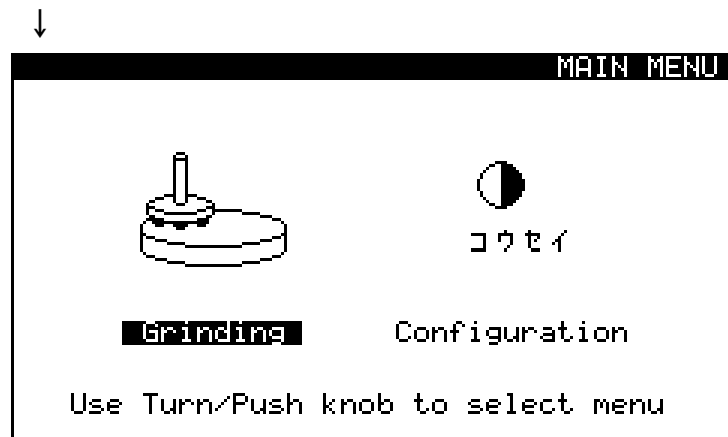 ↓
MAIN MENU
コウセイ
Grinding Configuration
Use Turn/Push knob to select menu